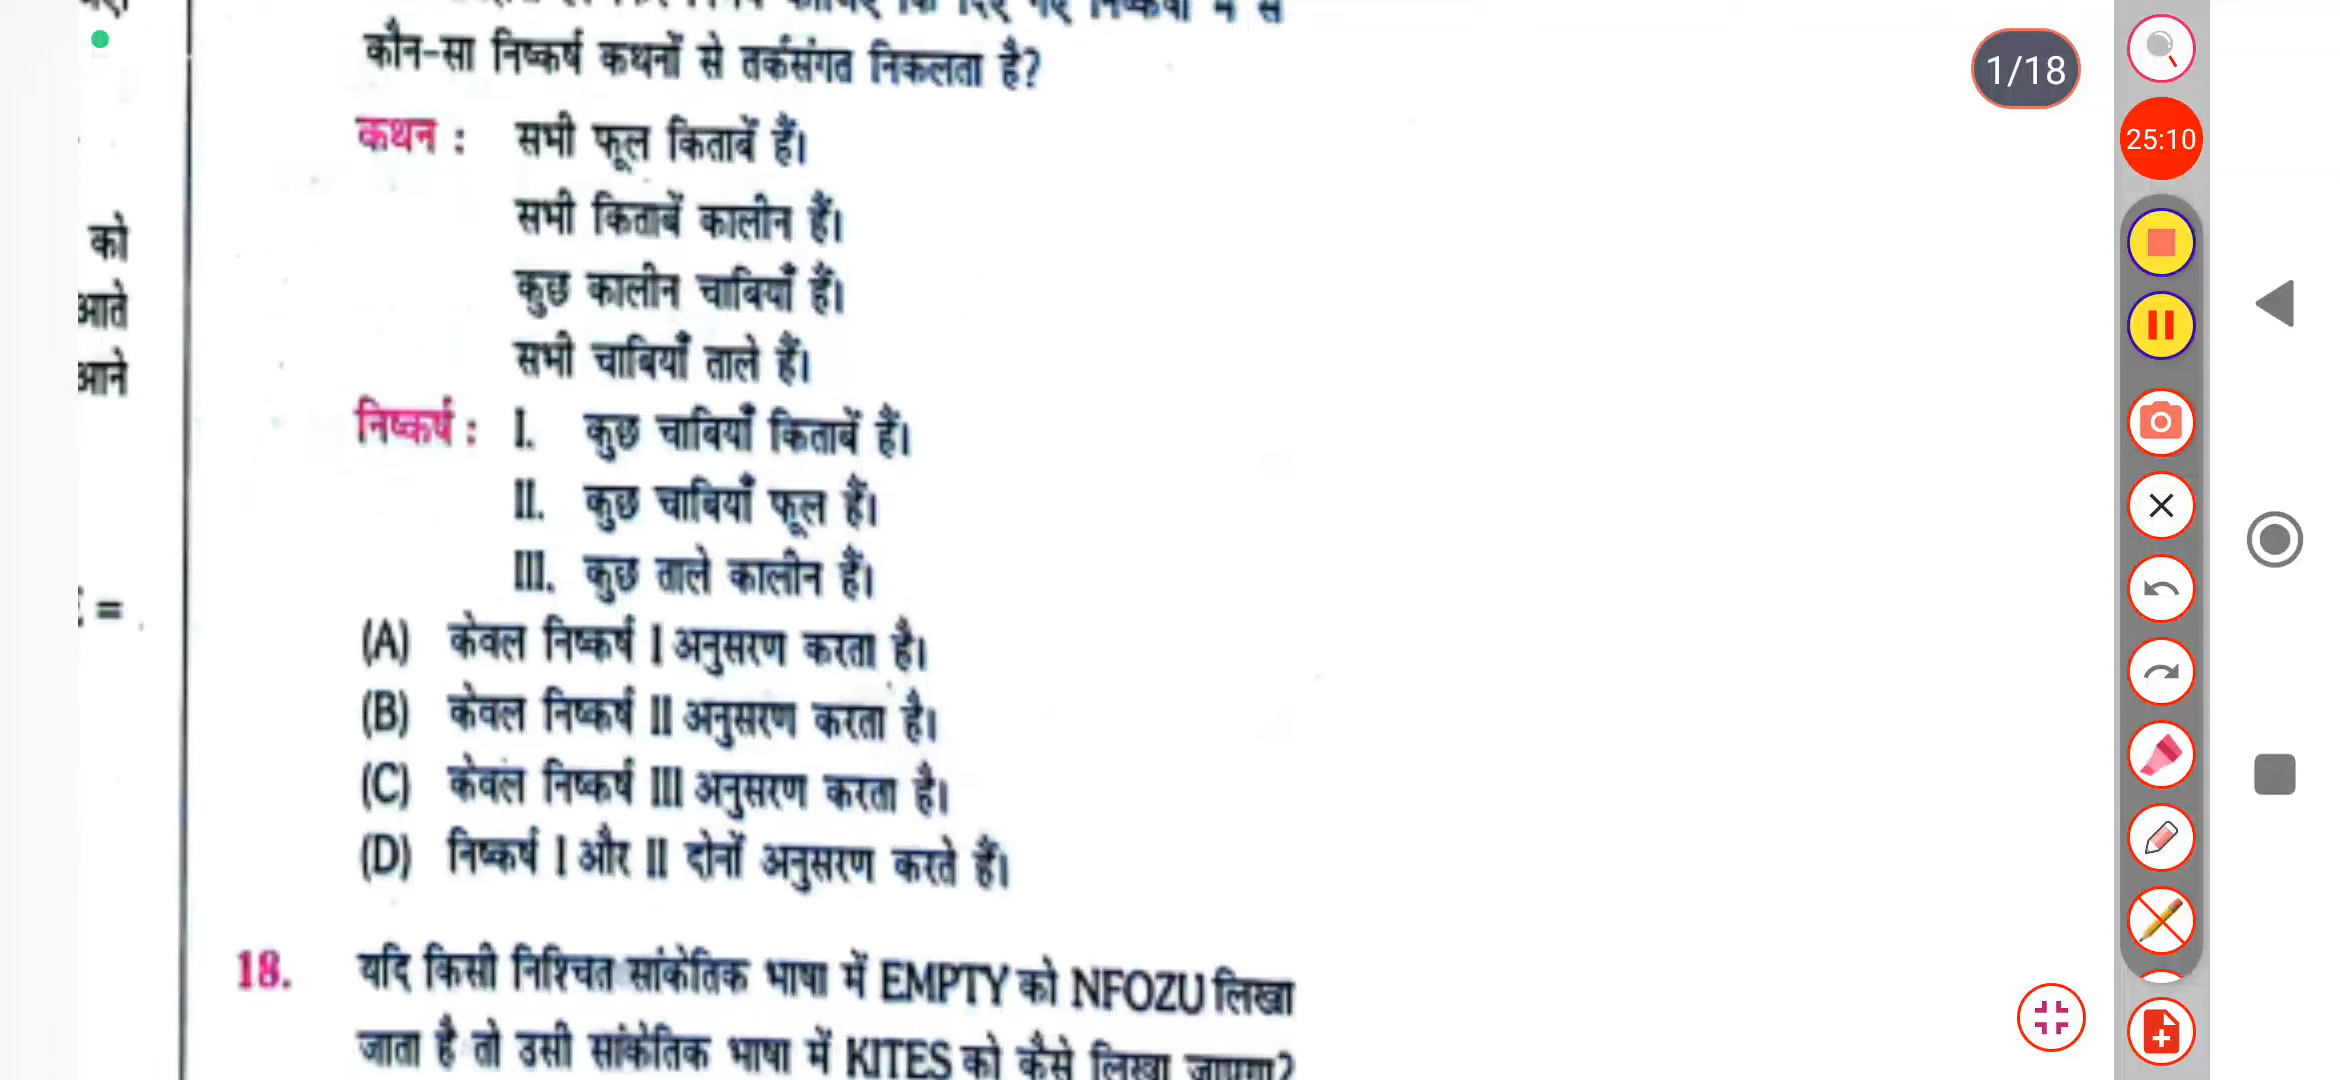 को
आते
आने
=
कौन-सा निष्कर्ष कथनों से तर्कसंगत निकलता है?
कथन : सभी फूल किताबें हैं।
सभी किताबें कालीन हैं।
कुछ कालीन चाबियाँ हैं।
सभी चाबियाँ ताले हैं।
निष्कर्ष : I. कुछ चाबियाँ किताबें हैं।
II. कुछ चाबियाँ फूल हैं।
III. कुछ ताले कालीन हैं।
(A) केवल निष्कर्ष I अनुसरण करता है।
(B) केवल निष्कर्ष II अनुसरण करता है।
(C) केवल निष्कर्ष III अनुसरण करता है।
(D) निष्कर्ष I और II दोनों अनुसरण करते हैं।
18. यदि किसी निश्चित सांकेतिक भाषा में EMPTY को NFOZU लिखा
जाता है तो उसी सांकेतिक भाषा में KITES को कैसे लिखा जाएगा?
1/18
25:10